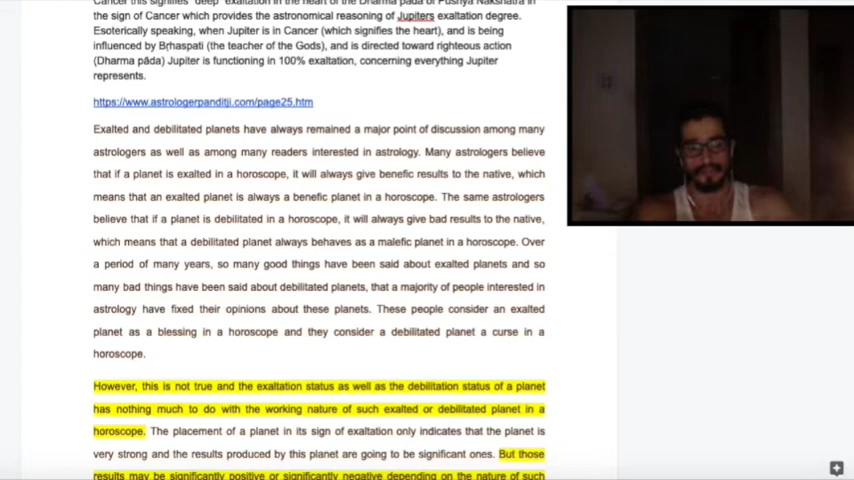 Cancer this signifies "deep" exaltation in the heart of the Dharma pada of Pushya Nakshatra in
the sign of Cancer which provides the astronomical reasoning of Jupiters exaltation degree.
Esoterically speaking, when Jupiter is in Cancer (which signifies the heart), and is being
influenced by Bṛhaspati (the teacher of the Gods), and is directed toward righteous action
(Dharma pāda) Jupiter is functioning in 100% exaltation, concerning everything Jupiter
represents.
https://www.astrologerpanditji.com/page25.htm
Exalted and debilitated planets have always remained a major point of discussion among many
astrologers as well as among many readers interested in astrology. Many astrologers believe
that if a planet is exalted in a horoscope, it will always give benefic results to the native, which
means that an exalted planet is always a benefic planet in a horoscope. The same astrologers
believe that if a planet is debilitated in a horoscope, it will always give bad results to the native,
which means that a debilitated planet always behaves as a malefic planet in a horoscope. Over
a period of many years, so many good things have been said about exalted planets and so
many bad things have been said about debilitated planets, that a majority of people interested in
astrology have fixed their opinions about these planets. These people consider an exalted
planet as a blessing in a horoscope and they consider a debilitated planet a curse in a
horoscope.
However, this is not true and the exaltation status as well as the debilitation status of a planet
has nothing much to do with the working nature of such exalted or debilitated planet in a
horoscope. The placement of a planet in its sign of exaltation only indicates that the planet is
very strong and the results produced by this planet are going to be significant ones. But those
results may be significantly positive or significantly negative depending on the nature of such